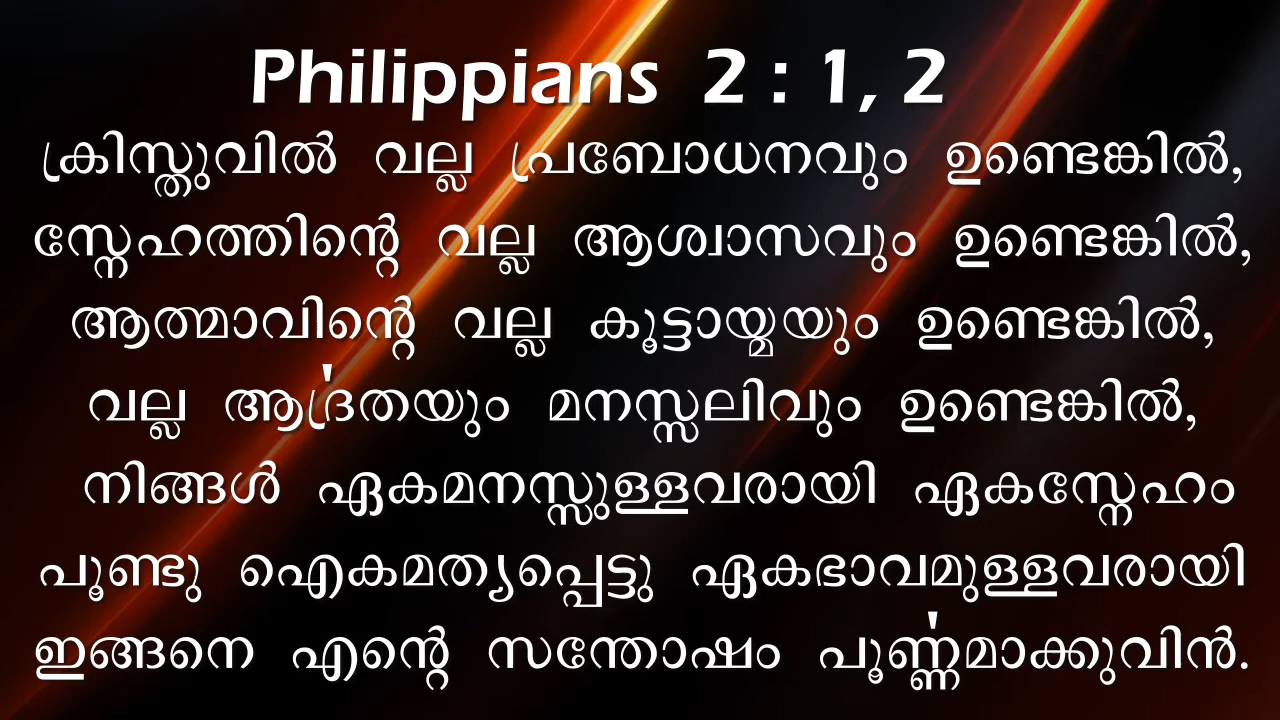 Philippians 2 : 1, 2
ക്രിസ്തുവിൽ വല്ല പ്രബോധനവും ഉണ്ടെങ്കിൽ,
സ്നേഹത്തിന്റെ വല്ല ആശ്വാസവും ഉണ്ടെങ്കിൽ,
ആത്മാവിന്റെ വല്ല കൂട്ടായ്മയും ഉണ്ടെങ്കിൽ,
വല്ല ആർദ്രതയും മനസ്സലിവും ഉണ്ടെങ്കിൽ,
നിങ്ങൾ ഏകമനസ്സുള്ളവരായി ഏകസ്നേഹം
പൂണ്ടു ഐകമത്യപ്പെട്ടു ഏകഭാവമുള്ളവരായി
ഇങ്ങനെ എന്റെ സന്തോഷം പൂർണ്ണമാക്കുവിൻ.